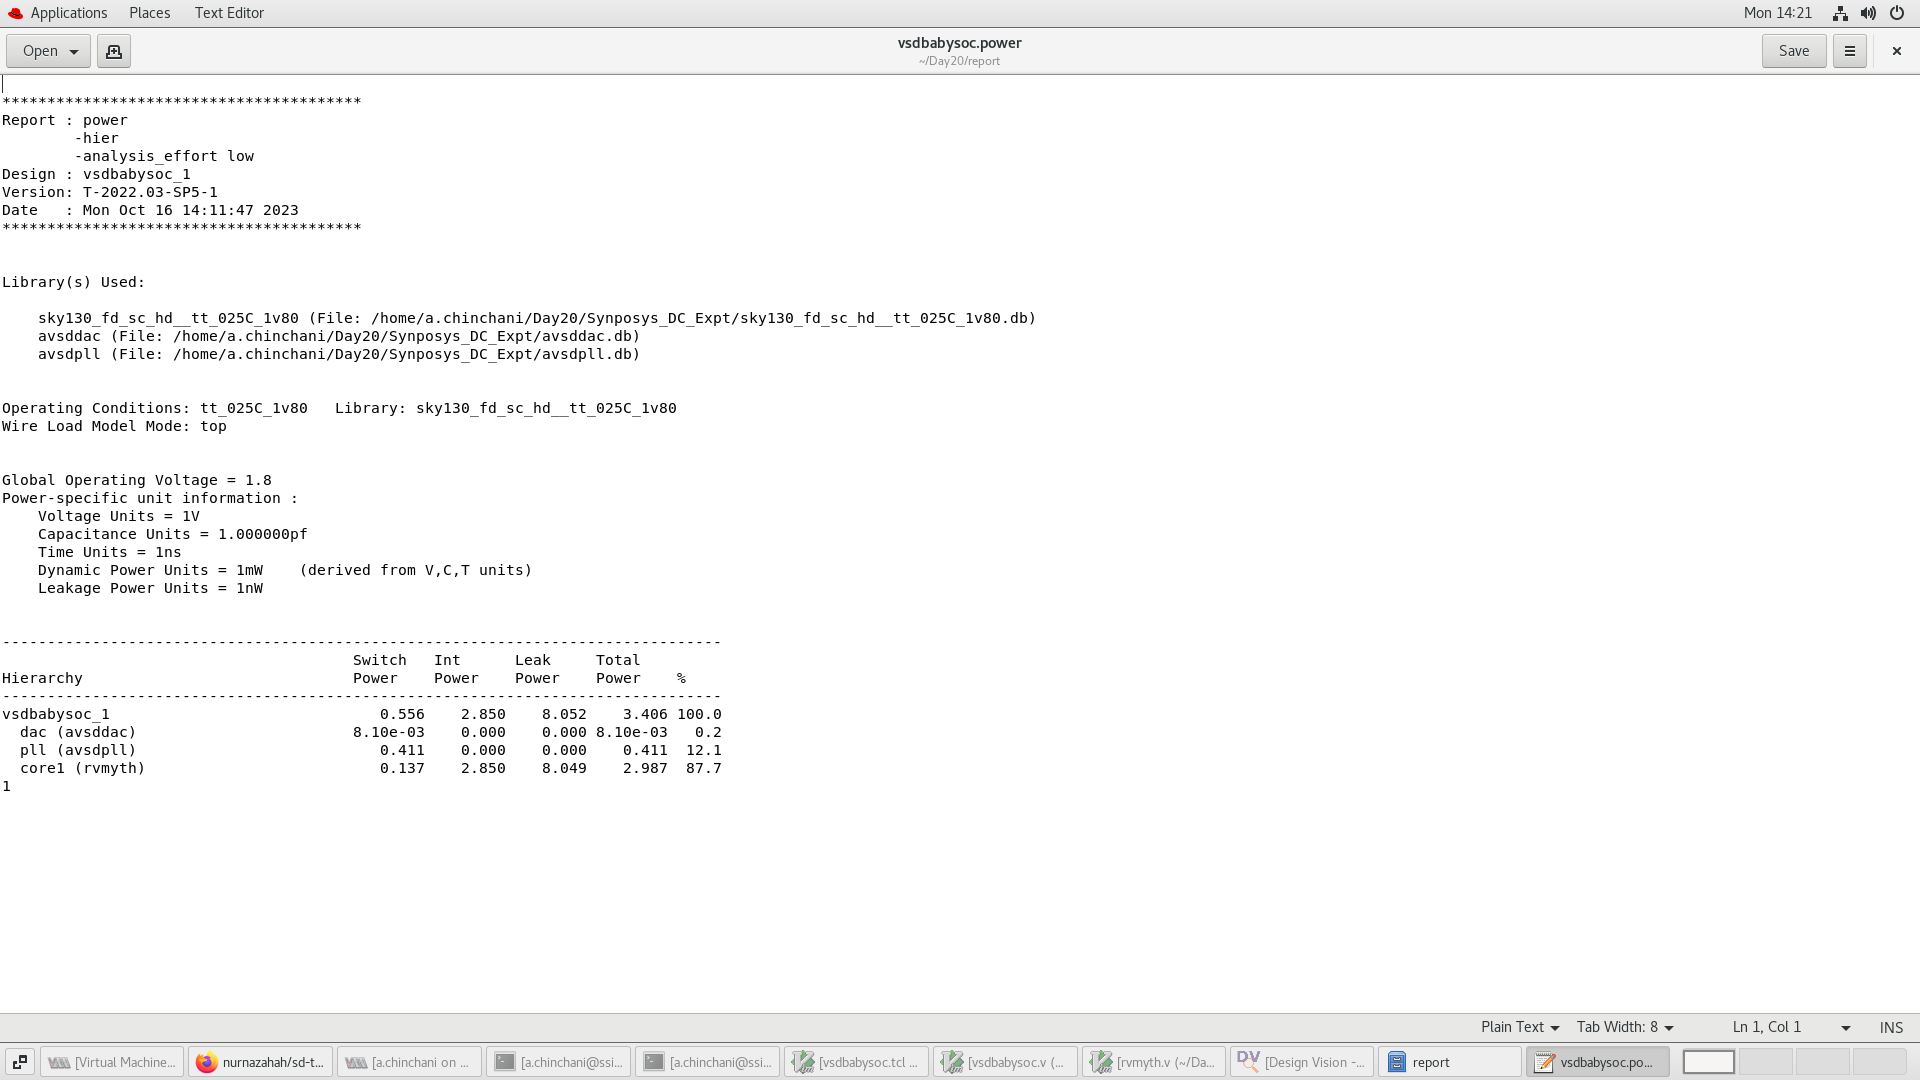 Applications Places Text Editor Mon 14:21
Open vsdbabysoc.power Save
~/Day20/report
****************************************
Report : power
        -hier
        -analysis_effort low
Design : vsdbabysoc_1
Version: T-2022.03-SP5-1
Date   : Mon Oct 16 14:11:47 2023
****************************************
Library(s) Used:
    sky130_fd_sc_hd__tt_025C_1v80 (File: /home/a.chinchani/Day20/Synposys_DC_Expt/sky130_fd_sc_hd__tt_025C_1v80.db)
    avsddac (File: /home/a.chinchani/Day20/Synposys_DC_Expt/avsddac.db)
    avsdpll (File: /home/a.chinchani/Day20/Synposys_DC_Expt/avsdpll.db)
Operating Conditions: tt_025C_1v80   Library: sky130_fd_sc_hd__tt_025C_1v80
Wire Load Model Mode: top
Global Operating Voltage = 1.8
Power-specific unit information :
    Voltage Units = 1V
    Capacitance Units = 1.000000pf
    Time Units = 1ns
    Dynamic Power Units = 1mW    (derived from V,C,T units)
    Leakage Power Units = 1nW
--------------------------------------------------------------------------------
                                       Switch   Int      Leak     Total
Hierarchy                              Power    Power    Power    Power    %
--------------------------------------------------------------------------------
vsdbabysoc_1                              0.556    2.850    8.052    3.406 100.0
  dac (avsddac)                        8.10e-03    0.000    0.000 8.10e-03   0.2
  pll (avsdpll)                           0.411    0.000    0.000    0.411  12.1
  core1 (rvmyth)                          0.137    2.850    8.049    2.987  87.7
1
Plain Text Tab Width: 8 Ln 1, Col 1 INS
[Virtual Machine... nurnazahah/sd-t... [a.chinchani on ... [a.chinchani@ssi... [a.chinchani@ssi... [vsdbabysoc.tcl ... [vsdbabysoc.v (... [rvmyth.v (~/Da... DV [Design Vision -... report vsdbabysoc.po...